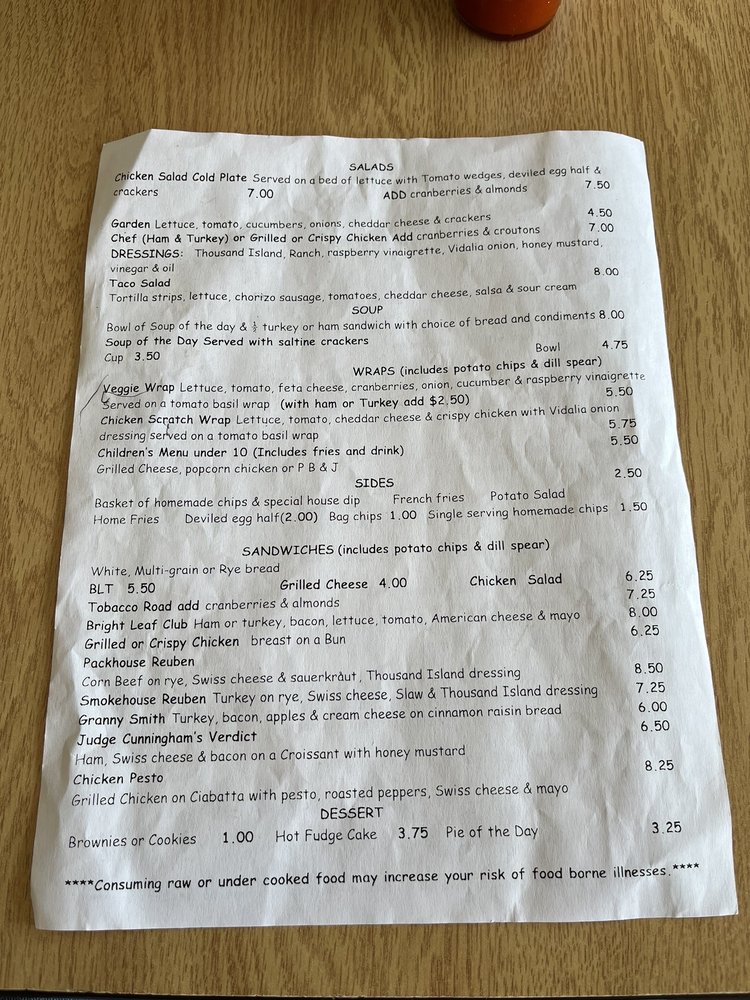 SALADS
Chicken Salad Cold Plate Served on a bed of lettuce with Tomato wedges, deviled egg half &
crackers 7.00 ADD cranberries & almonds 7.50
Garden Lettuce, tomato, cucumbers, onions, cheddar cheese & crackers 4.50
Chef (Ham & Turkey) or Grilled or Crispy Chicken Add cranberries & croutons 7.00
DRESSINGS: Thousand Island, Ranch, raspberry vinaigrette, Vidalia onion, honey mustard,
vinegar & oil
Taco Salad 8.00
Tortilla strips, lettuce, chorizo sausage, tomatoes, cheddar cheese, salsa & sour cream
SOUP
Bowl of Soup of the day & ½ turkey or ham sandwich with choice of bread and condiments 8.00
Soup of the Day Served with saltine crackers
Cup 3.50 Bowl 4.75
WRAPS (includes potato chips & dill spear)
Veggie Wrap Lettuce, tomato, feta cheese, cranberries, onion, cucumber & raspberry vinaigrette
Served on a tomato basil wrap (with ham or Turkey add $2.50) 5.50
Chicken Scratch Wrap Lettuce, tomato, cheddar cheese & crispy chicken with Vidalia onion
dressing served on a tomato basil wrap 5.75
Children's Menu under 10 (Includes fries and drink) 5.50
Grilled Cheese, popcorn chicken or P B & J
SIDES 2.50
Basket of homemade chips & special house dip French fries Potato Salad
Home Fries Deviled egg half(2.00) Bag chips 1.00 Single serving homemade chips 1.50
SANDWICHES (includes potato chips & dill spear)
White, Multi-grain or Rye bread
BLT 5.50 Grilled Cheese 4.00 Chicken Salad 6.25
Tobacco Road add cranberries & almonds 7.25
Bright Leaf Club Ham or turkey, bacon, lettuce, tomato, American cheese & mayo 8.00
Grilled or Crispy Chicken breast on a Bun 6.25
Packhouse Reuben
Corn Beef on rye, Swiss cheese & sauerkraut, Thousand Island dressing 8.50
Smokehouse Reuben Turkey on rye, Swiss cheese, Slaw & Thousand Island dressing 7.25
Granny Smith Turkey, bacon, apples & cream cheese on cinnamon raisin bread 6.00
Judge Cunningham's Verdict 6.50
Ham, Swiss cheese & bacon on a Croissant with honey mustard
Chicken Pesto 8.25
Grilled Chicken on Ciabatta with pesto, roasted peppers, Swiss cheese & mayo
DESSERT
Brownies or Cookies 1.00 Hot Fudge Cake 3.75 Pie of the Day 3.25
****Consuming raw or under cooked food may increase your risk of food borne illnesses.****